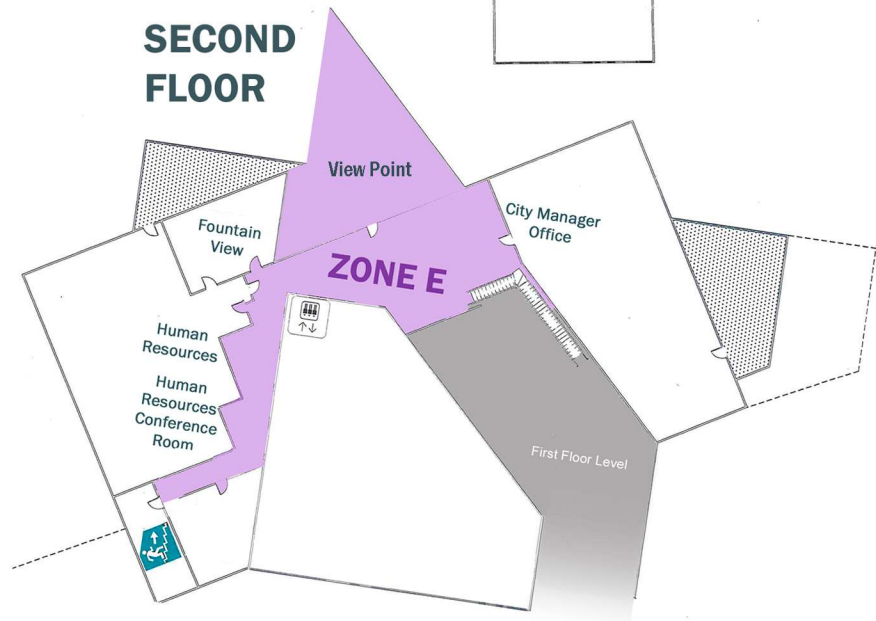 SECOND
FLOOR
View Point
Fountain
View
City Manager
Office
ZONE E
Human
Resources
Human
Resources
Conference
Room
First Floor Level